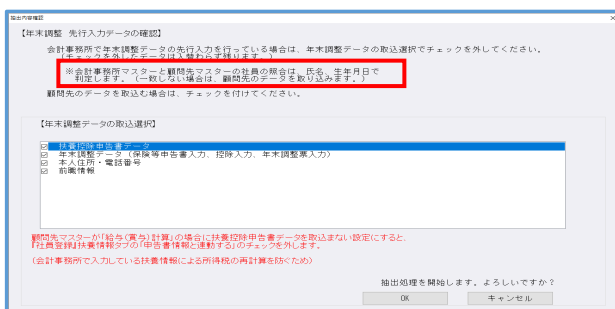 抽出内容確認
【年末調整 先行入力データの確認】
会計事務所で年末調整データの先行入力を行っている場合は、年末調整データの取込選択でチェックを外してください。
(チェックを外したデータは入替わらず残ります。)
※会計事務所マスターと顧問先マスターの社員の照合は、氏名、生年月日で
判定します。(一致しない場合は、顧問先のデータを取り込みます。)
顧問先のデータを取込む場合は、チェックを付けてください。
【年末調整データの取込選択】
扶養控除申告書データ
年末調整データ(保険等申告書入力、控除入力、年末調整票入力)
本人住所・電話番号
前職情報
顧問先マスターが「給与(賞与)計算」の場合に扶養控除申告書データを取込まない設定にすると、
『社員登録』扶養情報タブの「申告書情報と連動する」のチェックを外します。
(会計事務所で入力している扶養情報による所得税の再計算を防ぐため)
抽出処理を開始します。よろしいですか?
OK キャンセル